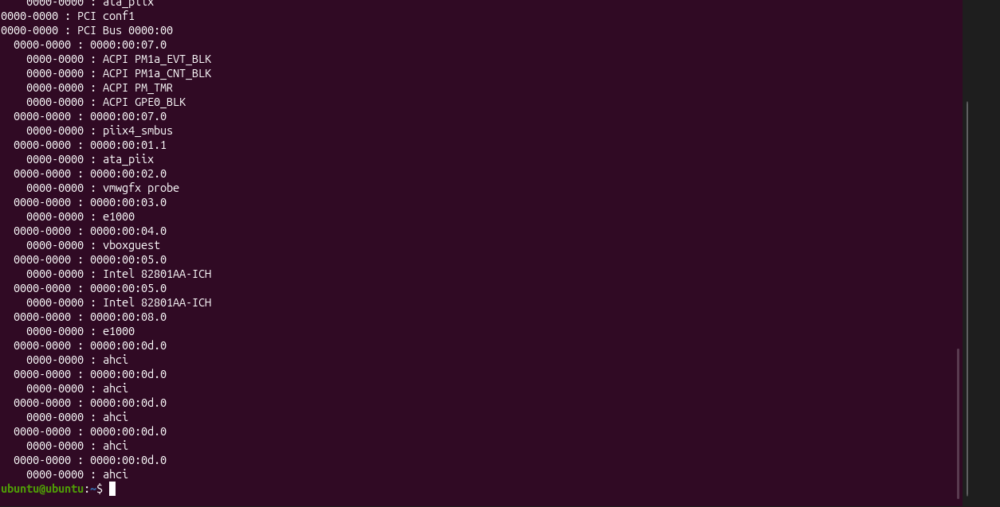 0000-0000 : ata_piix
0000-0000 : PCI conf1
0000-0000 : PCI Bus 0000:00
0000-0000 : 0000:00:07.0
0000-0000 : ACPI PM1a_EVT_BLK
0000-0000 : ACPI PM1a_CNT_BLK
0000-0000 : ACPI PM_TMR
0000-0000 : ACPI GPE0_BLK
0000-0000 : 0000:00:07.0
0000-0000 : piix4_smbus
0000-0000 : 0000:00:01.1
0000-0000 : ata_piix
0000-0000 : 0000:00:02.0
0000-0000 : vmwgfx probe
0000-0000 : 0000:00:03.0
0000-0000 : e1000
0000-0000 : 0000:00:04.0
0000-0000 : vboxguest
0000-0000 : 0000:00:05.0
0000-0000 : Intel 82801AA-ICH
0000-0000 : 0000:00:05.0
0000-0000 : Intel 82801AA-ICH
0000-0000 : 0000:00:08.0
0000-0000 : e1000
0000-0000 : 0000:00:0d.0
0000-0000 : ahci
0000-0000 : 0000:00:0d.0
0000-0000 : ahci
0000-0000 : 0000:00:0d.0
0000-0000 : ahci
0000-0000 : 0000:00:0d.0
0000-0000 : ahci
0000-0000 : 0000:00:0d.0
0000-0000 : ahci
ubuntu@ubuntu:~$